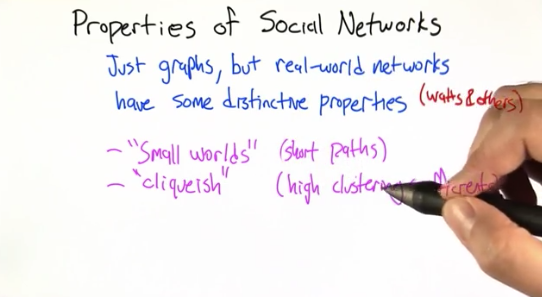 Properties of Social Networks
Just graphs, but real-world networks
have some distinctive properties (Watts & others)
- "Small worlds" (short paths)
- "cliqueish" (high clustering